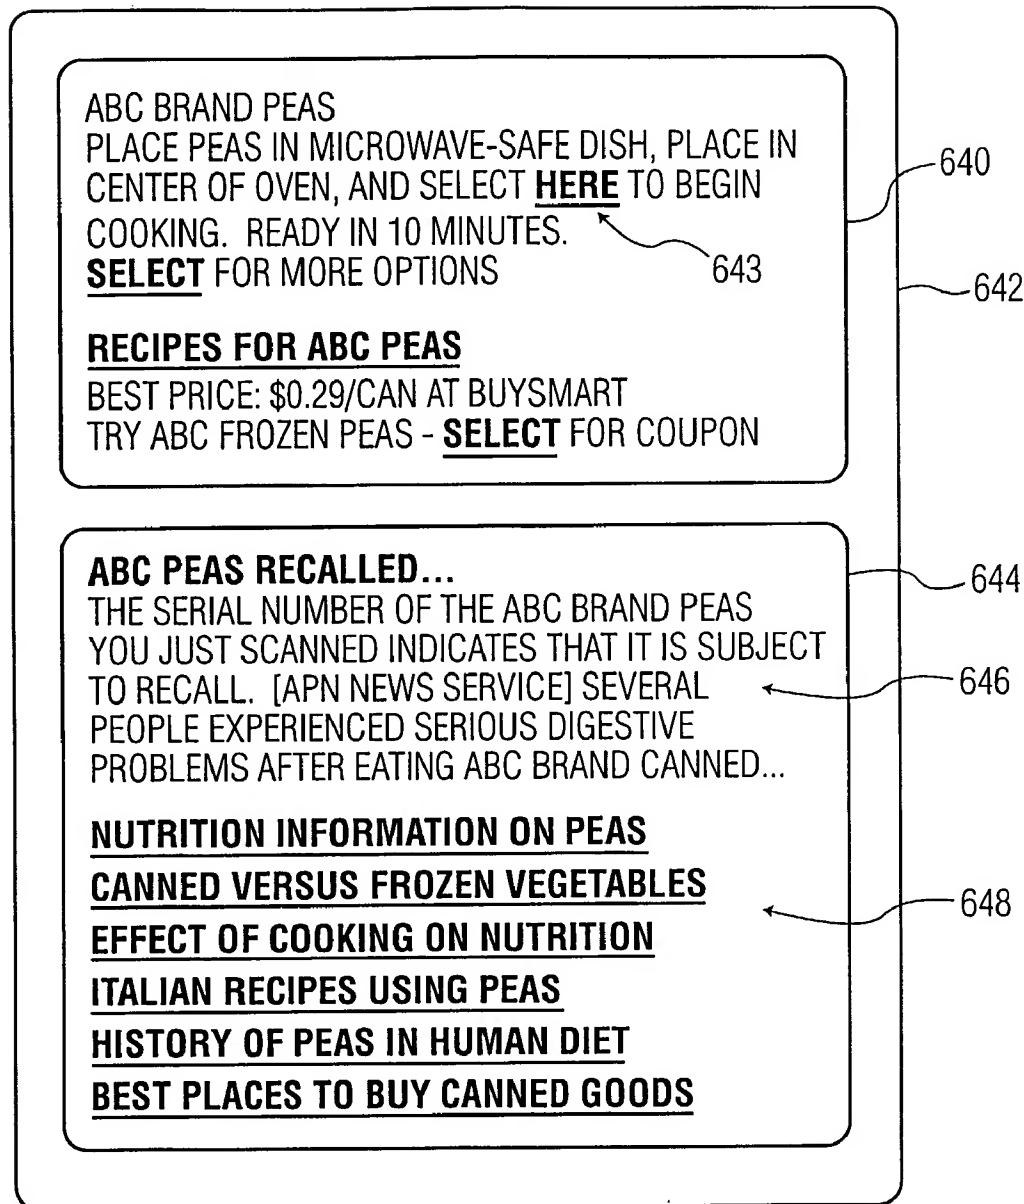 ABC BRAND PEAS
PLACE PEAS IN MICROWAVE-SAFE DISH, PLACE IN
CENTER OF OVEN, AND SELECT HERE TO BEGIN
COOKING. READY IN 10 MINUTES.
SELECT FOR MORE OPTIONS
RECIPES FOR ABC PEAS
BEST PRICE: $0.29/CAN AT BUYSMART
TRY ABC FROZEN PEAS - SELECT FOR COUPON
640
643
642
ABC PEAS RECALLED...
THE SERIAL NUMBER OF THE ABC BRAND PEAS
YOU JUST SCANNED INDICATES THAT IT IS SUBJECT
TO RECALL. [APN NEWS SERVICE] SEVERAL
PEOPLE EXPERIENCED SERIOUS DIGESTIVE
PROBLEMS AFTER EATING ABC BRAND CANNED...
644
646
NUTRITION INFORMATION ON PEAS
CANNED VERSUS FROZEN VEGETABLES
EFFECT OF COOKING ON NUTRITION
ITALIAN RECIPES USING PEAS
HISTORY OF PEAS IN HUMAN DIET
BEST PLACES TO BUY CANNED GOODS
648